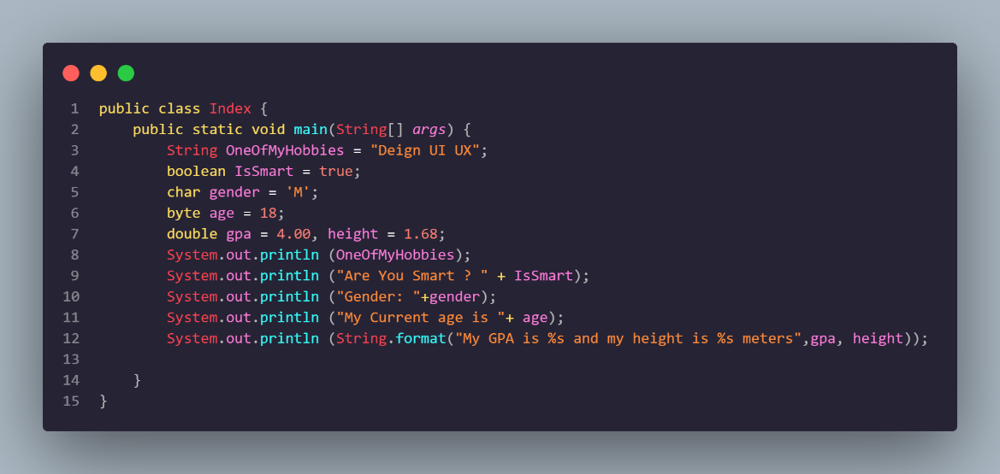 1 public class Index {
2 public static void main(String[] args) {
3 String OneOfMyHobbies = "Deign UI UX";
4 boolean IsSmart = true;
5 char gender = 'M';
6 byte age = 18;
7 double gpa = 4.00, height = 1.68;
8 System.out.println (OneOfMyHobbies);
9 System.out.println ("Are You Smart ? " + IsSmart);
10 System.out.println ("Gender: "+gender);
11 System.out.println ("My Current age is "+ age);
12 System.out.println (String.format("My GPA is %s and my height is %s meters",gpa, height));
13
14 }
15 }